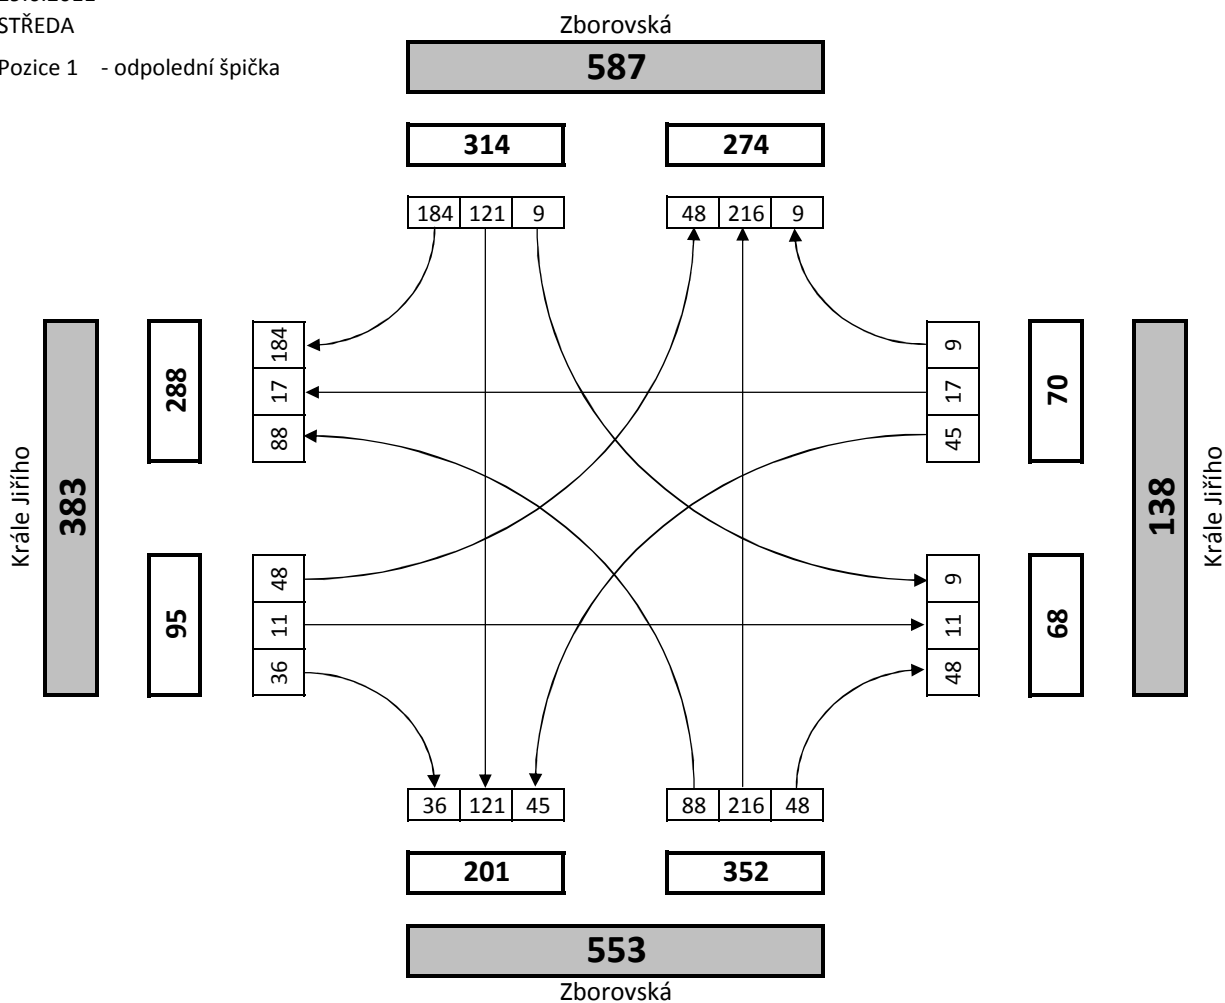 STŘEDA
Zborovská
Pozice 1 - odpolední špička
587
314 274
184 121 9 48 216 9
184 9
17 17
88 45
288 70
383 138
Krále Jiřího Krále Jiřího
95 68
48 9
11 11
36 48
36 121 45 88 216 48
201 352
553
Zborovská